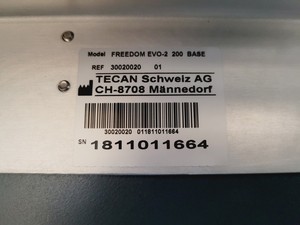 Model FREEDOM EVO-2 200 BASE
REF 30020020 01
TECAN Schweiz AG
CH-8708 Männedorf
30020020 011811011664
SN 1811011664